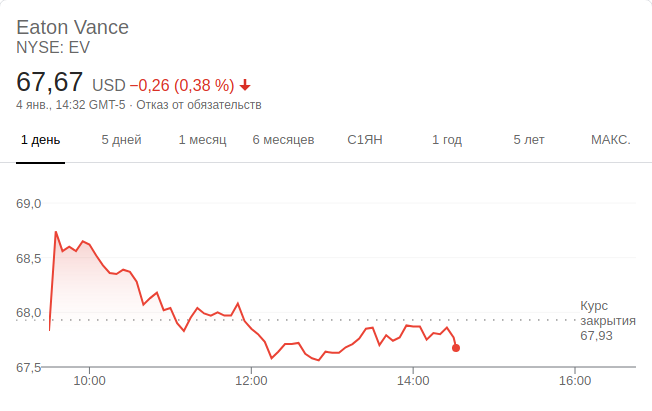 Eaton Vance
NYSE: EV
67,67 USD −0,26 (0,38 %)
4 янв., 14:32 GMT-5 · Отказ от обязательств
1 день 5 дней 1 месяц 6 месяцев С1ЯН 1 год 5 лет МАКС.
69,0
68,5
68,0
Курс
закрытия
67,93
67,5
10:00 12:00 14:00 16:00